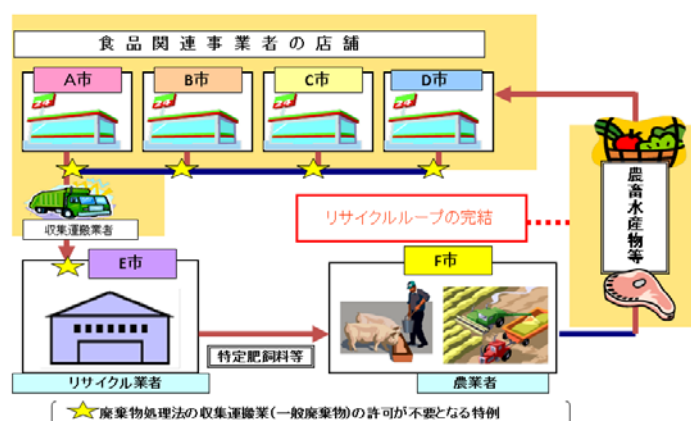 食品関連事業者の店舗
A市
B市
C市
D市
収集運搬業者
リサイクルループの完結
農畜水産物等
E市
F市
特定肥飼料等
リサイクル業者
農業者
廃棄物処理法の収集運搬業(一般廃棄物)の許可が不要となる特例